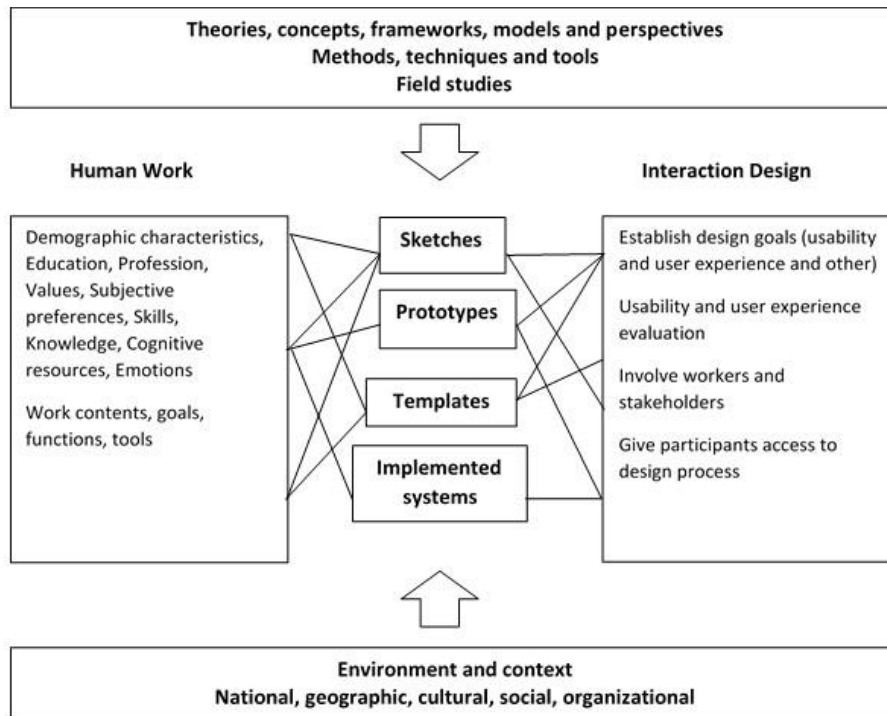 Theories, concepts, frameworks, models and perspectives
Methods, techniques and tools
Field studies
Human Work
Interaction Design
Demographic characteristics,
Education, Profession,
Values, Subjective
preferences, Skills,
Knowledge, Cognitive
resources, Emotions
Work contents, goals,
functions, tools
Sketches
Prototypes
Templates
Implemented
systems
Establish design goals (usability
and user experience and other)
Usability and user experience
evaluation
Involve workers and
stakeholders
Give participants access to
design process
Environment and context
National, geographic, cultural, social, organizational